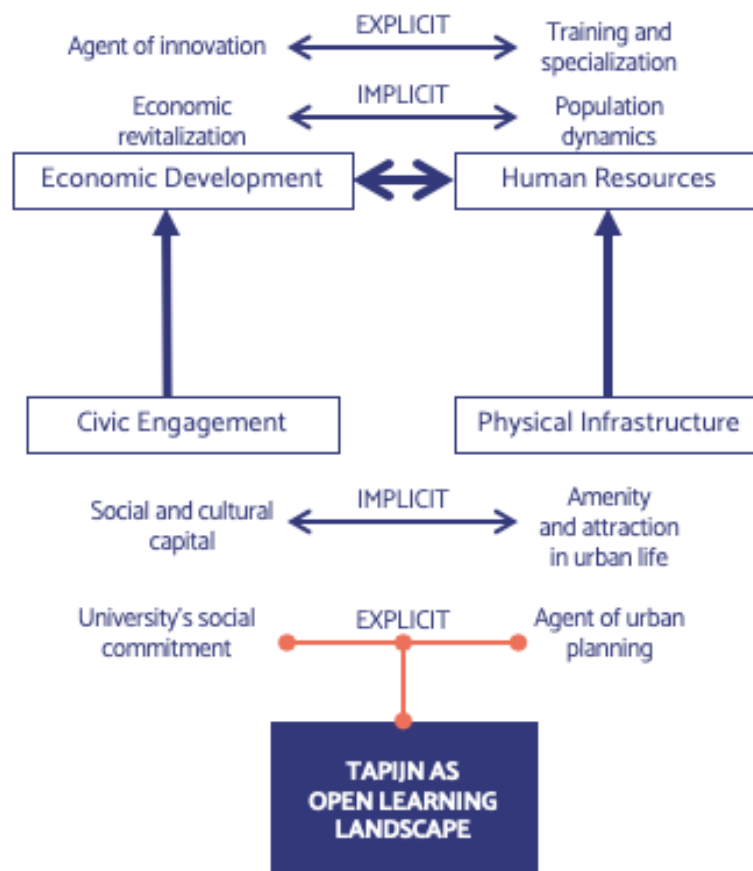 EXPLICIT
Agent of innovation
Training and
specialization
IMPLICIT
Economic
revitalization
Population
dynamics
Economic Development
Human Resources
Civic Engagement
Physical Infrastructure
IMPLICIT
Social and cultural
capital
Amenity
and attraction
in urban life
EXPLICIT
University's social
commitment
Agent of urban
planning
TAPIJN AS
OPEN LEARNING
LANDSCAPE